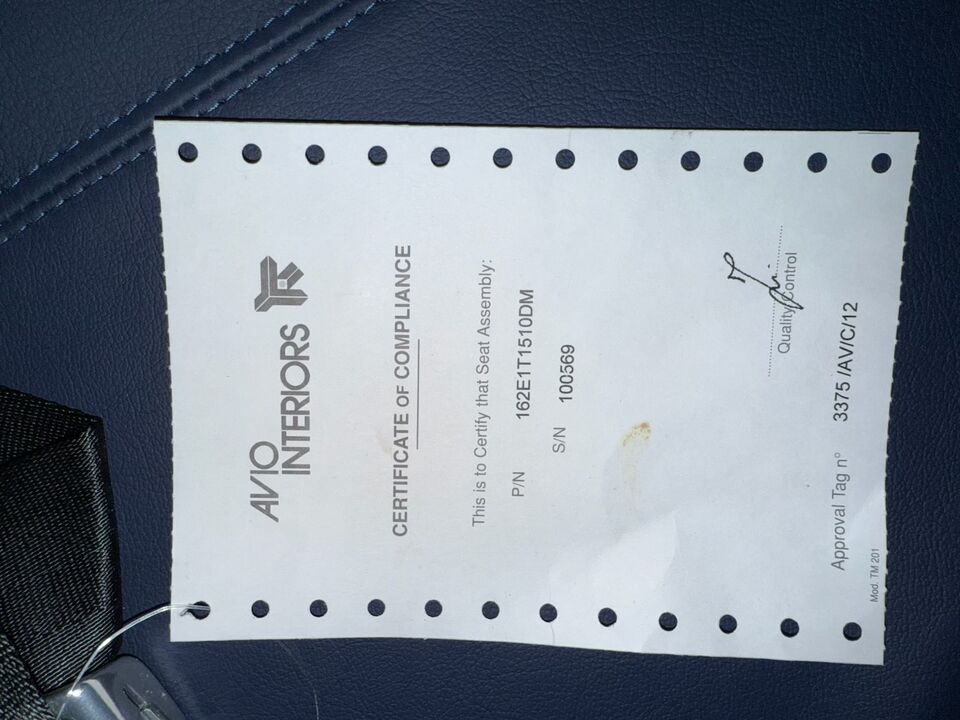 AVIO
INTERIORS
CERTIFICATE OF COMPLIANCE
This is to Certify that Seat Assembly:
P/N 162E1T1510DM
S/N 100569
Quality Control
Approval Tag n° 3375 /AV/C/12
Mod. TM 201